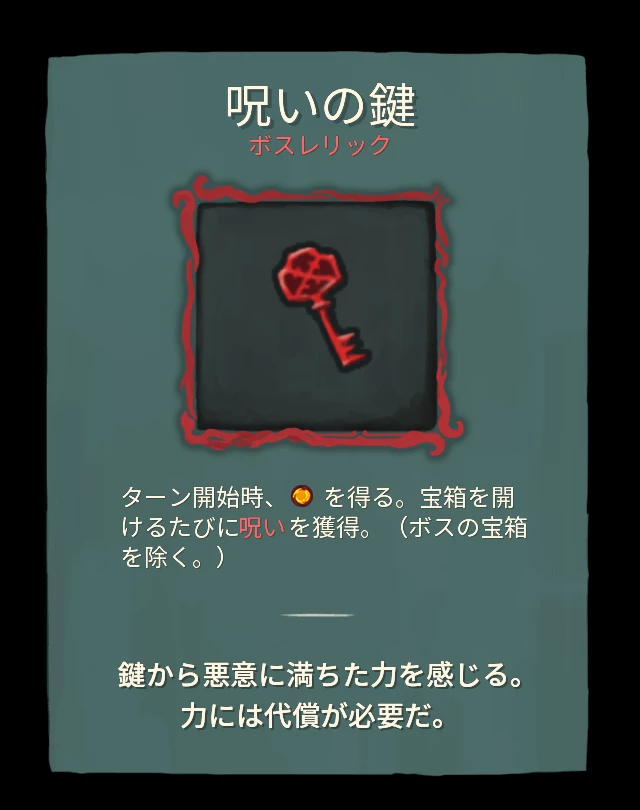 呪いの鍵
ボスレリック
ターン開始時、 を得る。宝箱を開
けるたびに呪いを獲得。（ボスの宝箱
を除く。）
鍵から悪意に満ちた力を感じる。
力には代償が必要だ。